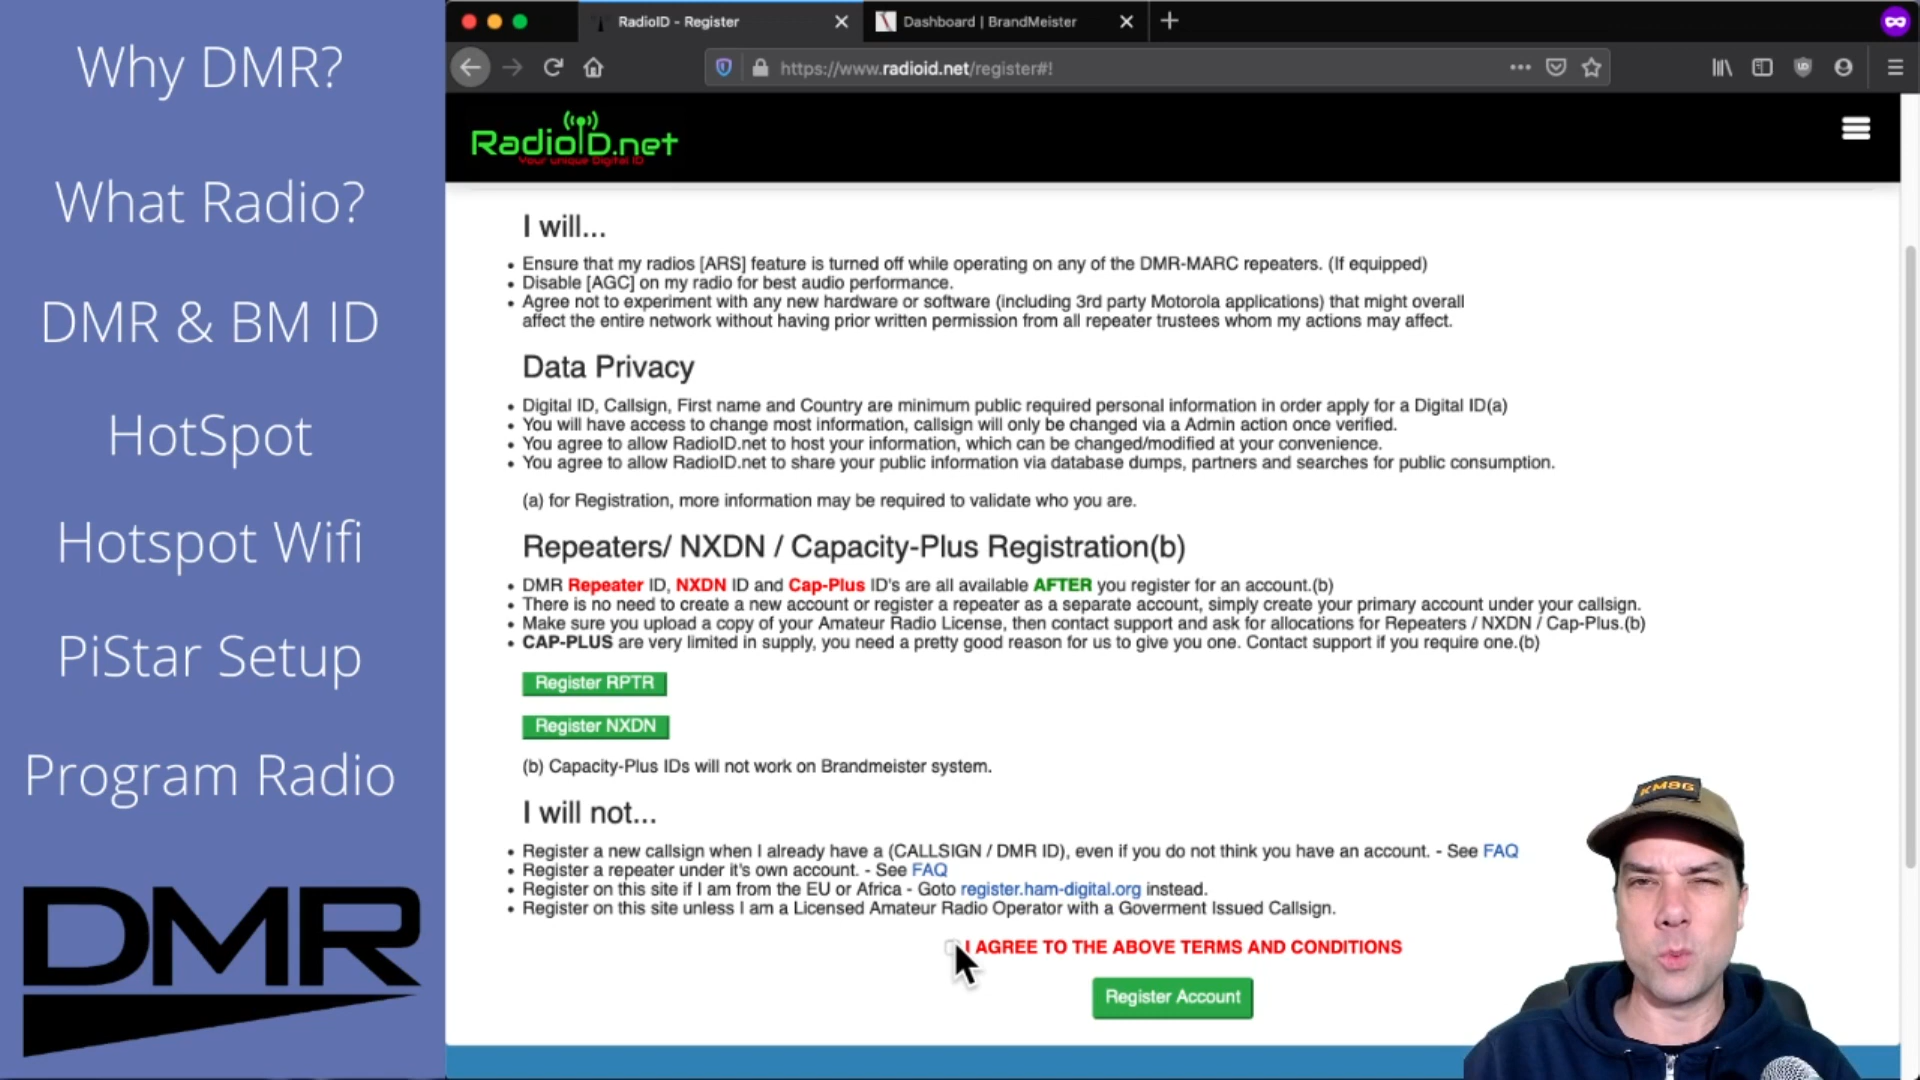 Why DMR?
What Radio?
DMR & BM ID
HotSpot
Hotspot Wifi
PiStar Setup
Program Radio
DMR
RadioID - Register
Dashboard | BrandMeister
https://www.radioid.net/register#!
RadioID.net
Your unique Digital ID
I will...
Ensure that my radios [ARS] feature is turned off while operating on any of the DMR-MARC repeaters. (If equipped)
Disable [AGC] on my radio for best audio performance.
Agree not to experiment with any new hardware or software (including 3rd party Motorola applications) that might overall
affect the entire network without having prior written permission from all repeater trustees whom my actions may affect.
Data Privacy
Digital ID, Callsign, First name and Country are minimum public required personal information in order apply for a Digital ID(a)
You will have access to change most information, callsign will only be changed via a Admin action once verified.
You agree to allow RadioID.net to host your information, which can be changed/modified at your convenience.
You agree to allow RadioID.net to share your public information via database dumps, partners and searches for public consumption.
(a) for Registration, more information may be required to validate who you are.
Repeaters/ NXDN / Capacity-Plus Registration(b)
DMR Repeater ID, NXDN ID and Cap-Plus ID's are all available AFTER you register for an account.(b)
There is no need to create a new account or register a repeater as a separate account, simply create your primary account under your callsign.
Make sure you upload a copy of your Amateur Radio License, then contact support and ask for allocations for Repeaters / NXDN / Cap-Plus.(b)
CAP-PLUS are very limited in supply, you need a pretty good reason for us to give you one. Contact support if you require one.(b)
Register RPTR
Register NXDN
(b) Capacity-Plus IDs will not work on Brandmeister system.
I will not...
Register a new callsign when I already have a (CALLSIGN / DMR ID), even if you do not think you have an account. - See FAQ
Register a repeater under it's own account. - See FAQ
Register on this site if I am from the EU or Africa - Goto register.ham-digital.org instead.
Register on this site unless I am a Licensed Amateur Radio Operator with a Goverment Issued Callsign.
I AGREE TO THE ABOVE TERMS AND CONDITIONS
Register Account
KM9G